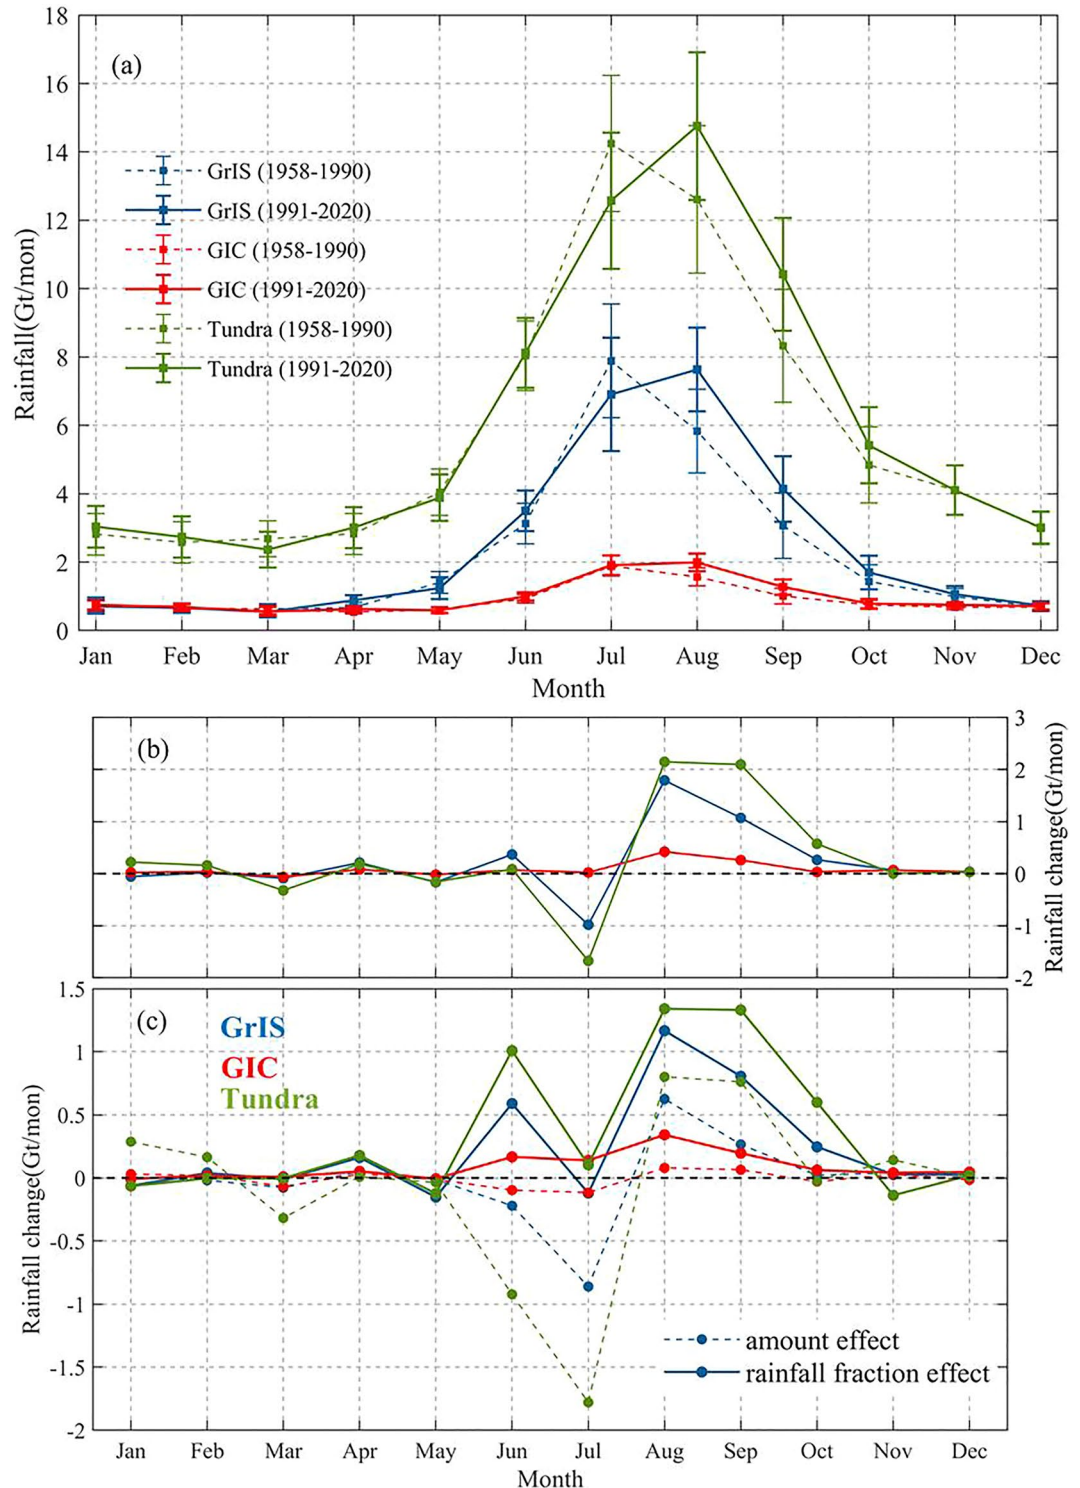 18
16
14
12
10
8
6
4
2
0
Rainfall(Gt/mon)
(a)
GrIS (1958-1990)
GrIS (1991-2020)
GIC (1958-1990)
GIC (1991-2020)
Tundra (1958-1990)
Tundra (1991-2020)
Jan Feb Mar Apr May Jun Jul Aug Sep Oct Nov Dec
Month
(b)
3
2
1
0
-1
-2
Rainfall change(Gt/mon)
1.5
1
0.5
0
-0.5
-1
-1.5
-2
Rainfall change(Gt/mon)
(c)
GrIS
GIC
Tundra
amount effect
rainfall fraction effect
Jan Feb Mar Apr May Jun Jul Aug Sep Oct Nov Dec
Month